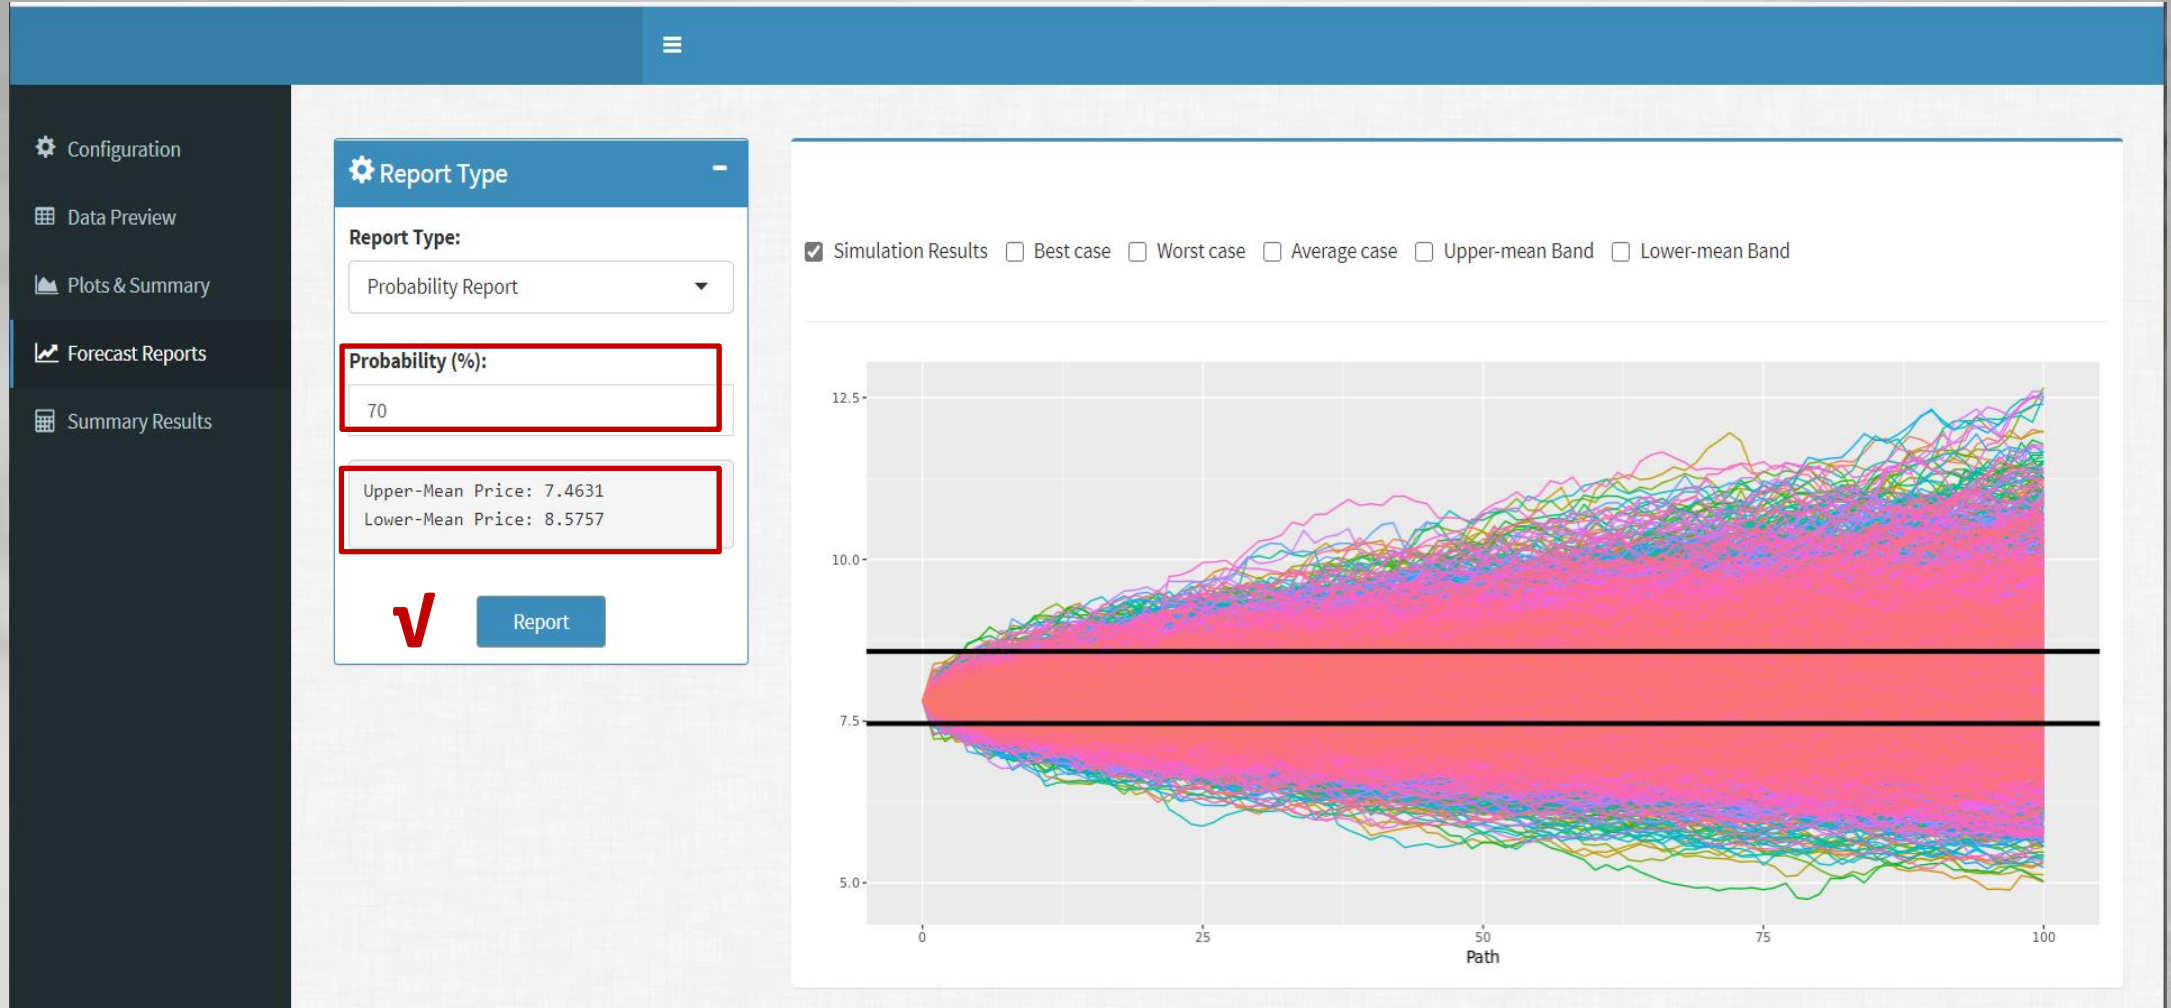 Configuration
Data Preview
Plots & Summary
Forecast Reports
Summary Results
Report Type
Report Type:
Probability Report
Probability (%):
70
Upper-Mean Price: 7.4631
Lower-Mean Price: 8.5757
√
Report
Simulation Results Best case Worst case Average case Upper-mean Band Lower-mean Band
12.5
10.0
7.5
5.0
0 25 50 75 100
Path